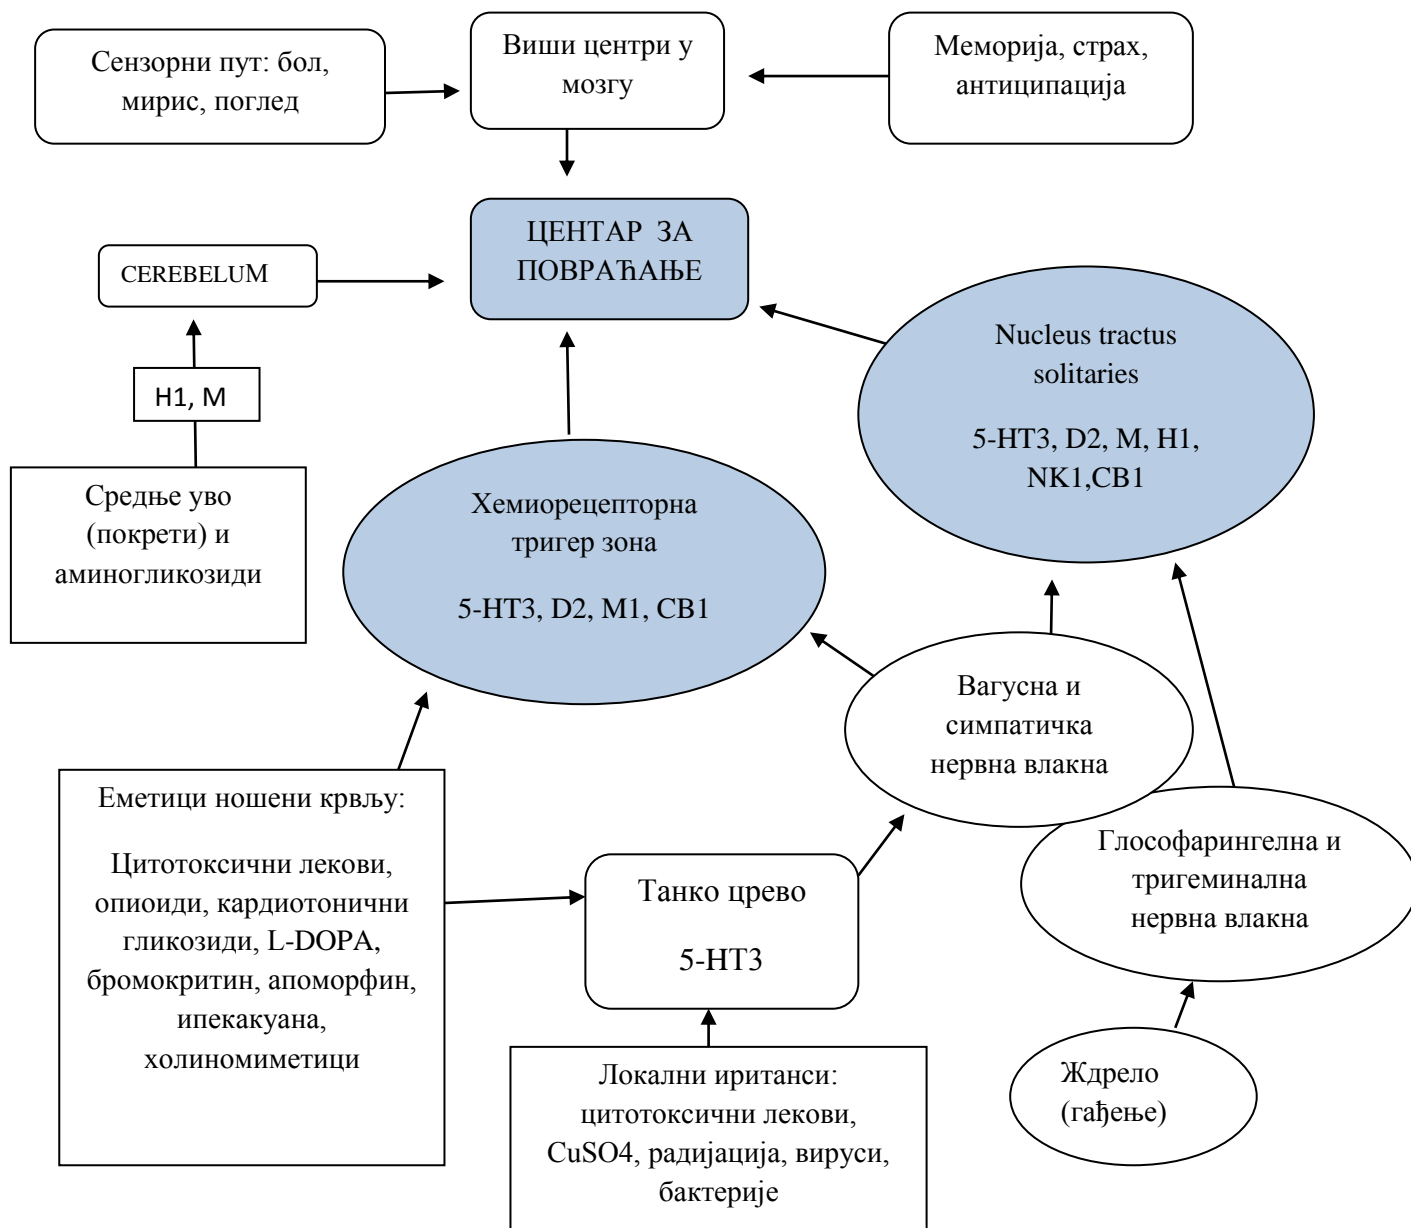 Сензорни пут: бол,
мирис, поглед
Виши центри у
мозгу
Меморија, страх,
антиципација
ЦЕНТАР ЗА
ПОВРАЋАЊЕ
CEREBELUM
H1, M
Средње уво
(покрети) и
аминогликозиди
Nucleus tractus
solitaries
5-HT3, D2, M, H1,
NK1,CB1
Хемиорецепторна
тригер зона
5-HT3, D2, M1, CB1
Вагусна и
симпатичка
нервна влакна
Глософарингелна и
тригеминална
нервна влакна
Еметици ношени крвљу:
Цитотоксични лекови,
опиоиди, кардиотонични
гликозиди, L-DOPA,
бромокритин, апоморфин,
ипекакуана,
холиномиметици
Танко црево
5-HT3
Локални иританси:
цитотоксични лекови,
CuSO4, радијација, вируси,
бактерије
Ждрело
(гађење)